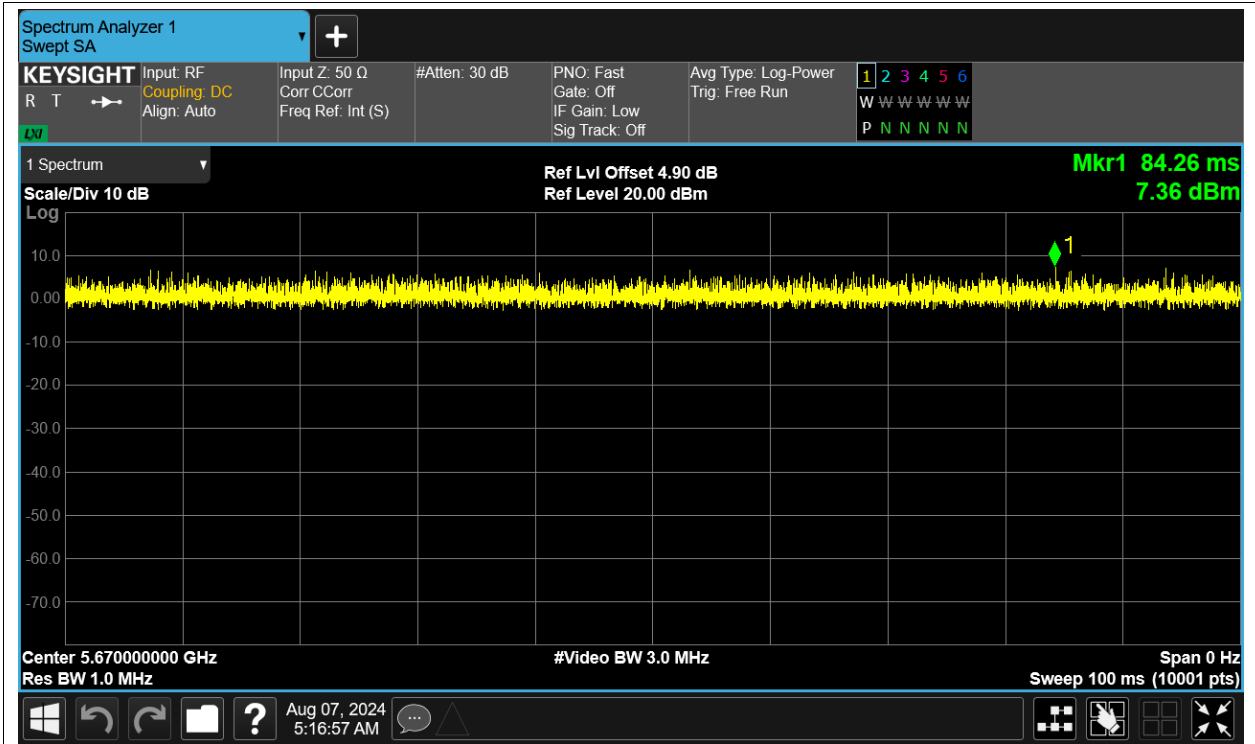 Spectrum Analyzer 1
Swept SA
+
KEYSIGHT
R T
LXI
Input: RF
Coupling: DC
Align: Auto
Input Z: 50 Ω
Corr CCorr
Freq Ref: Int (S)
#Atten: 30 dB
PNO: Fast
Gate: Off
IF Gain: Low
Sig Track: Off
Avg Type: Log-Power
Trig: Free Run
1 2 3 4 5 6
W W W W W W
P N N N N N
1 Spectrum
Scale/Div 10 dB
Log
Ref Lvl Offset 4.90 dB
Ref Level 20.00 dBm
Mkr1 84.26 ms
7.36 dBm
1
10.0
0.00
-10.0
-20.0
-30.0
-40.0
-50.0
-60.0
-70.0
Center 5.670000000 GHz
Res BW 1.0 MHz
#Video BW 3.0 MHz
Span 0 Hz
Sweep 100 ms (10001 pts)
?
Aug 07, 2024
5:16:57 AM